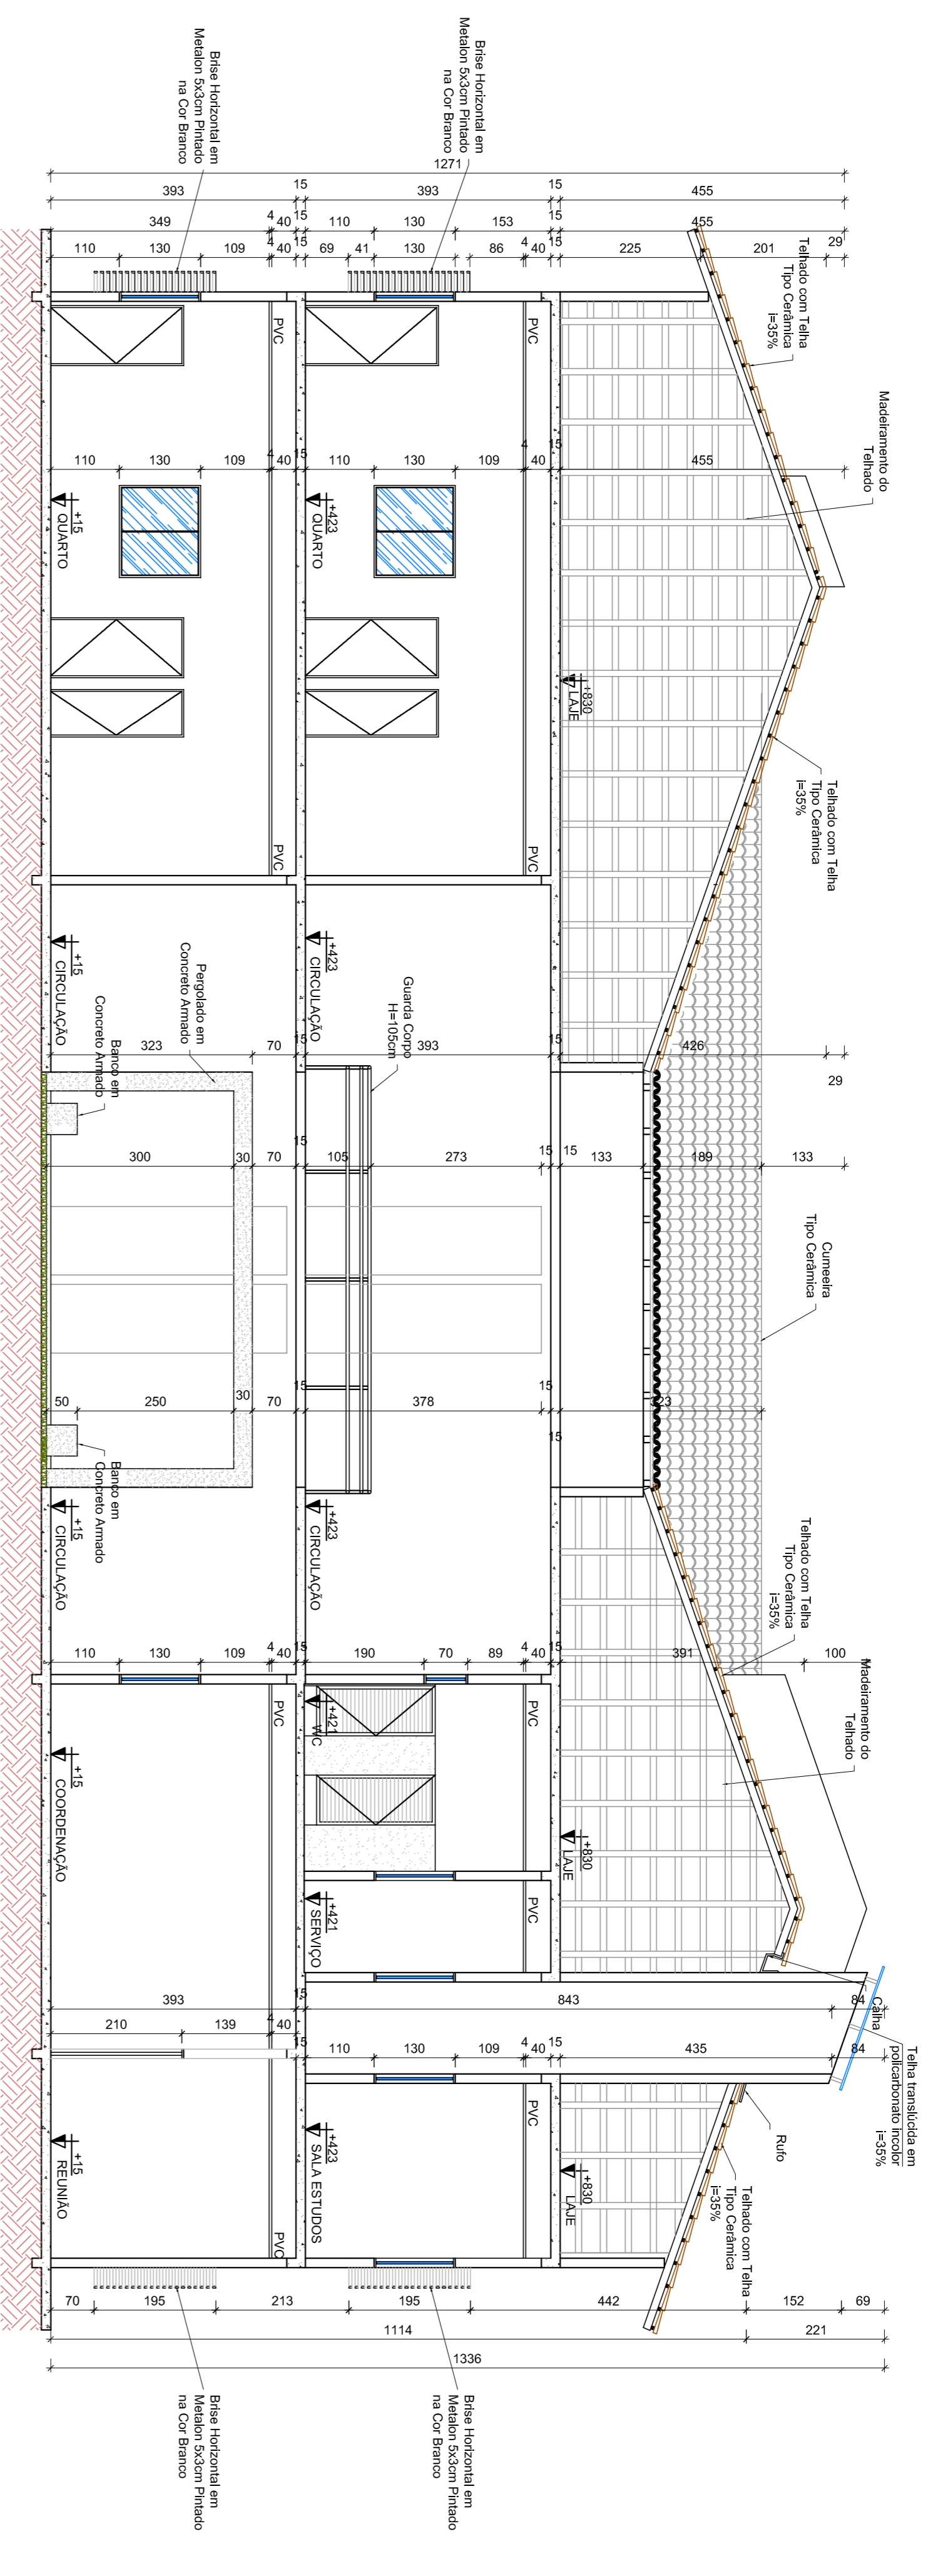 Brise Horizontal em
Metalon 5x3cm Pintado
na Cor Branco
Brise Horizontal em
Metalon 5x3cm Pintado
na Cor Branco
1271
393
15
393
15
455
349
4
40
15
110
130
153
15
455
110
130
109
4
40
15
69
41
130
86
4
40
15
225
201
29
Telhado com Telha
Tipo Cerâmica
i=35%
PVC
PVC
Madeiramento do
Telhado
110
130
109
4
40
15
110
130
109
4
40
15
455
+15
QUARTO
+423
QUARTO
+830
LAJE
Telhado com Telha
Tipo Cerâmica
i=35%
PVC
PVC
+15
CIRCULAÇÃO
Pergolado em
Concreto Armado
+423
CIRCULAÇÃO
Guarda Corpo
H=105cm
Banco em
Concreto Armado
323
70
15
393
15
426
29
300
30
70
15
105
273
15
15
133
189
133
Cumeeira
Tipo Cerâmica
50
250
30
70
15
378
15
15
323
Banco em
Concreto Armado
+15
CIRCULAÇÃO
+423
CIRCULAÇÃO
Telhado com Telha
Tipo Cerâmica
i=35%
110
130
109
4
40
15
190
70
89
4
40
15
391
100
Madeiramento do
Telhado
PVC
+421
WC
PVC
+15
COORDENAÇÃO
+830
LAJE
+421
SERVIÇO
PVC
393
15
843
84
Calha
210
139
4
40
15
110
130
109
4
40
15
435
84
Telha translúcida em
policarbonato incolor
i=35%
Rufo
PVC
+15
REUNIÃO
+423
SALA ESTUDOS
+830
LAJE
Telhado com Telha
Tipo Cerâmica
i=35%
PVC
70
195
213
195
442
152
69
1114
221
1336
Brise Horizontal em
Metalon 5x3cm Pintado
na Cor Branco
Brise Horizontal em
Metalon 5x3cm Pintado
na Cor Branco